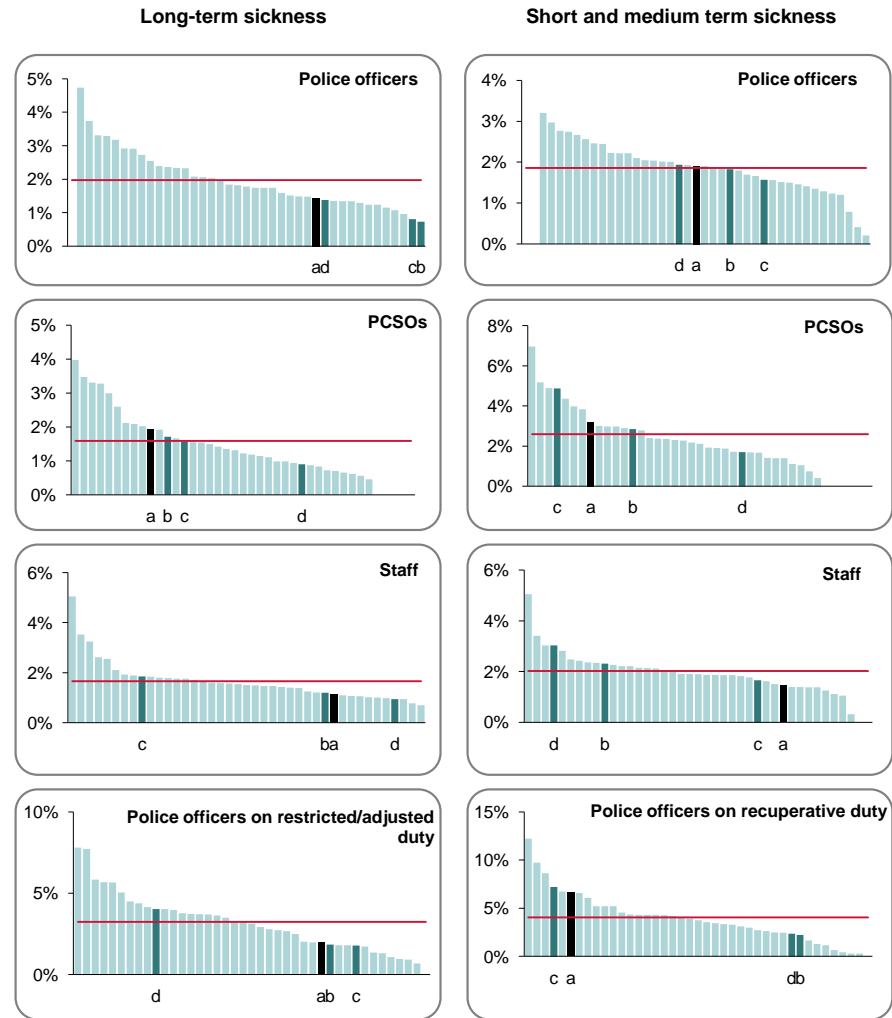 Long-term sickness
Short and medium term sickness
Police officers
5%
4%
3%
2%
1%
0%
ad
cb
Police officers
4%
3%
2%
1%
0%
d a b c
PCSOs
5%
4%
3%
2%
1%
0%
a b c d
PCSOs
8%
6%
4%
2%
0%
c a b d
Staff
6%
4%
2%
0%
c ba d
Staff
6%
4%
2%
0%
d b c a
Police officers on restricted/adjusted
duty
10%
5%
0%
d ab c
Police officers on recuperative duty
15%
10%
5%
0%
c a db